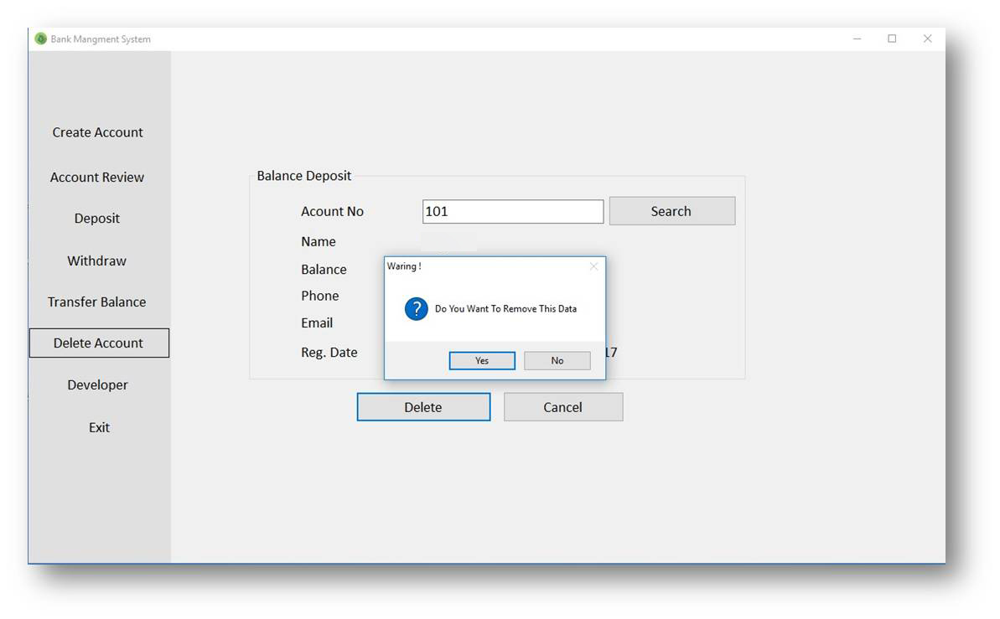 Bank Mangment System
Create Account
Account Review
Deposit
Withdraw
Transfer Balance
Delete Account
Developer
Exit
Balance Deposit
Acount No 101 Search
Name
Balance
Phone
Email
Reg. Date 17
Waring !
Do You Want To Remove This Data
Yes No
Delete Cancel